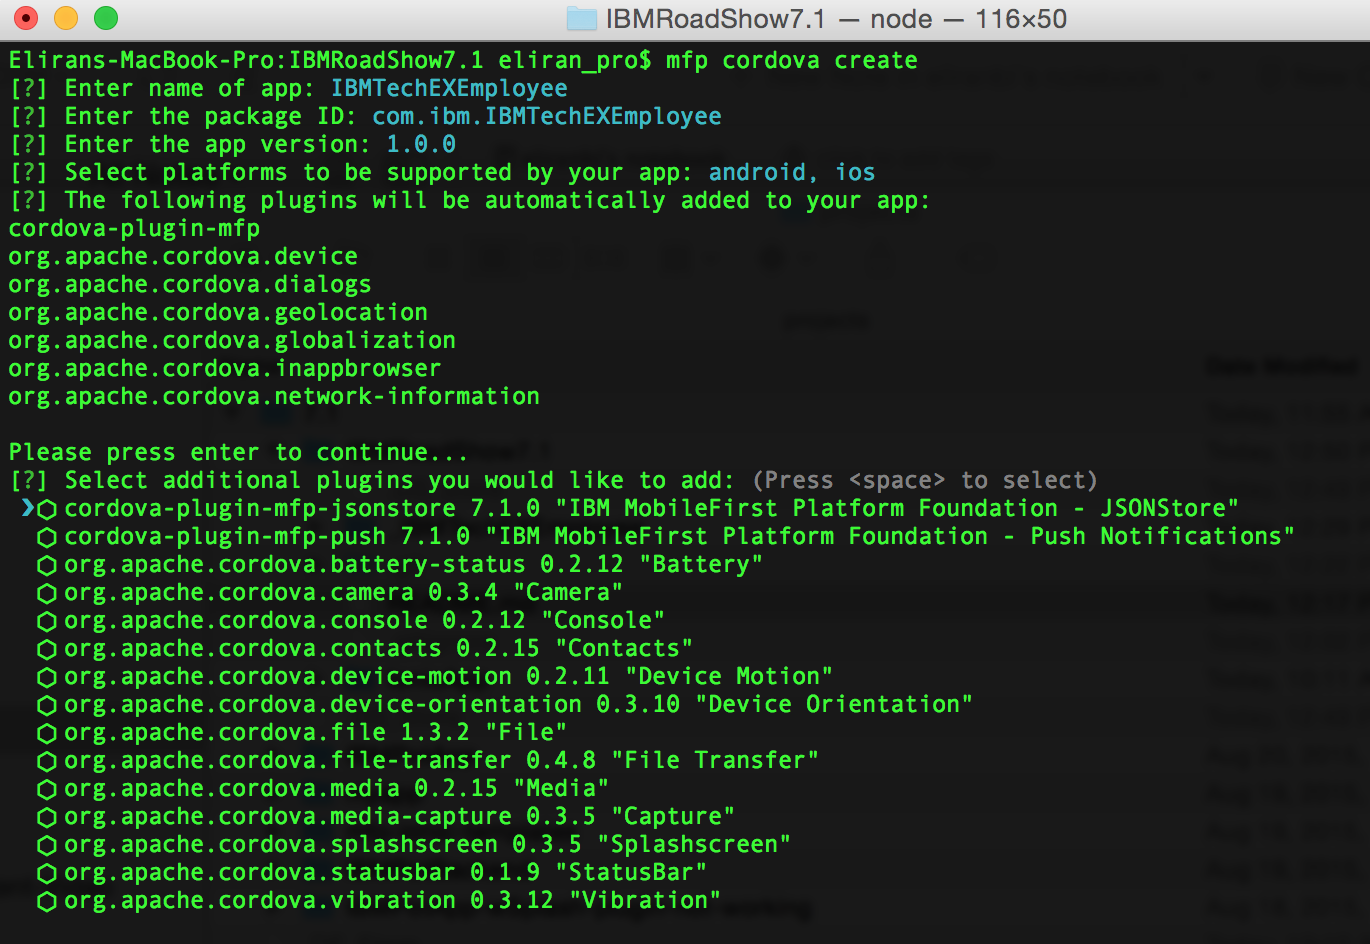 IBMRoadShow7.1 — node — 116×50
Elirans-MacBook-Pro:IBMRoadShow7.1 eliran_pro$ mfp cordova create
[?] Enter name of app: IBMTechEXEmployee
[?] Enter the package ID: com.ibm.IBMTechEXEmployee
[?] Enter the app version: 1.0.0
[?] Select platforms to be supported by your app: android, ios
[?] The following plugins will be automatically added to your app:
cordova-plugin-mfp
org.apache.cordova.device
org.apache.cordova.dialogs
org.apache.cordova.geolocation
org.apache.cordova.globalization
org.apache.cordova.inappbrowser
org.apache.cordova.network-information
Please press enter to continue...
[?] Select additional plugins you would like to add: (Press <space> to select)
❯⬡ cordova-plugin-mfp-jsonstore 7.1.0 "IBM MobileFirst Platform Foundation - JSONStore"
⬡ cordova-plugin-mfp-push 7.1.0 "IBM MobileFirst Platform Foundation - Push Notifications"
⬡ org.apache.cordova.battery-status 0.2.12 "Battery"
⬡ org.apache.cordova.camera 0.3.4 "Camera"
⬡ org.apache.cordova.console 0.2.12 "Console"
⬡ org.apache.cordova.contacts 0.2.15 "Contacts"
⬡ org.apache.cordova.device-motion 0.2.11 "Device Motion"
⬡ org.apache.cordova.device-orientation 0.3.10 "Device Orientation"
⬡ org.apache.cordova.file 1.3.2 "File"
⬡ org.apache.cordova.file-transfer 0.4.8 "File Transfer"
⬡ org.apache.cordova.media 0.2.15 "Media"
⬡ org.apache.cordova.media-capture 0.3.5 "Capture"
⬡ org.apache.cordova.splashscreen 0.3.5 "Splashscreen"
⬡ org.apache.cordova.statusbar 0.1.9 "StatusBar"
⬡ org.apache.cordova.vibration 0.3.12 "Vibration"